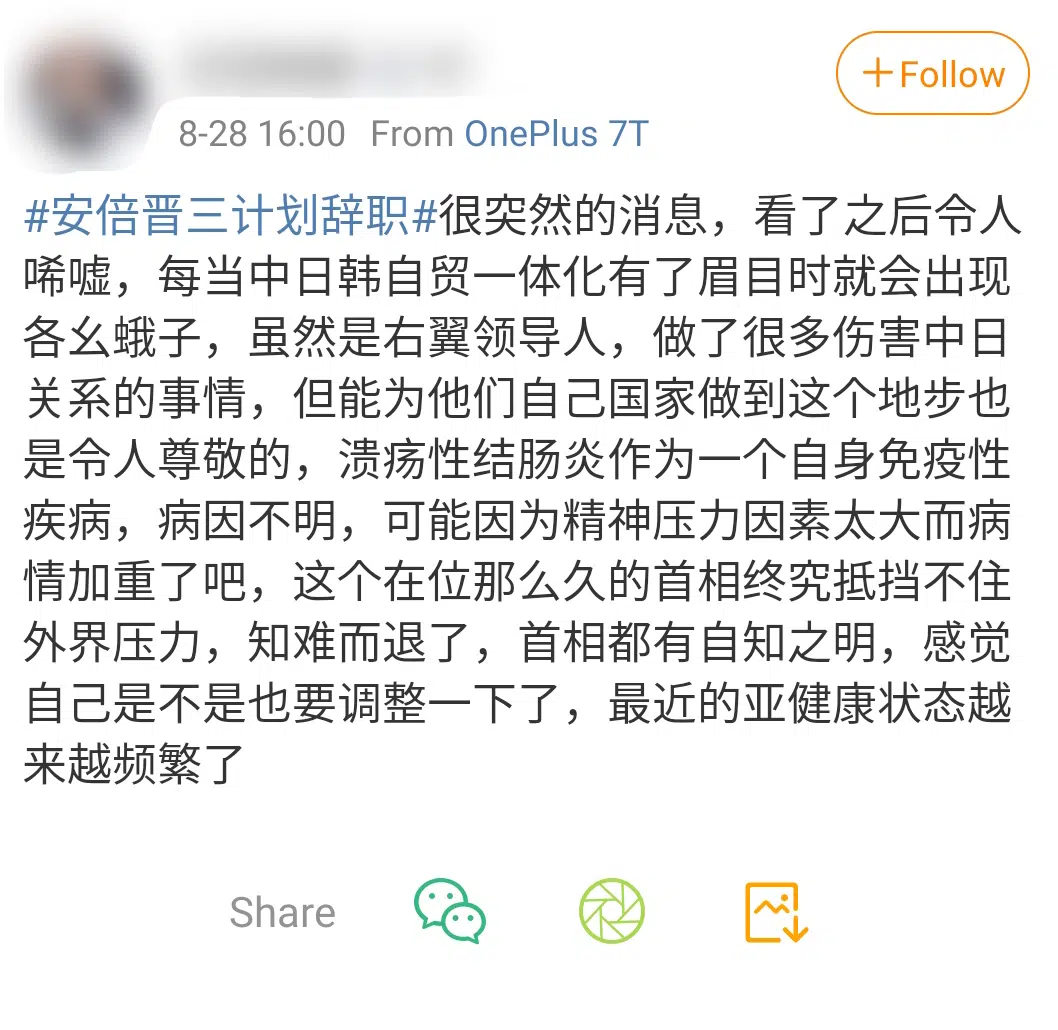 +Follow
8-28 16:00 From OnePlus 7T
#安倍晋三计划辞职#很突然的消息，看了之后令人
唏嘘，每当中日韩自贸一体化有了眉目时就会出现
各幺蛾子，虽然是右翼领导人，做了很多伤害中日
关系的事情，但能为他们自己国家做到这个地步也
是令人尊敬的，溃疡性结肠炎作为一个自身免疫性
疾病，病因不明，可能因为精神压力因素太大而病
情加重了吧，这个在位那么久的首相终究抵挡不住
外界压力，知难而退了，首相都有自知之明，感觉
自己是不是也要调整一下了，最近的亚健康状态越
来越频繁了
Share